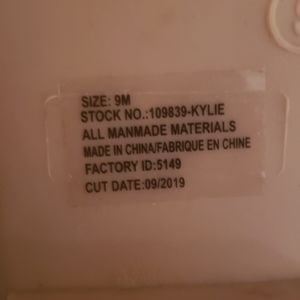 SIZE: 9M
STOCK NO.:109839-KYLIE
ALL MANMADE MATERIALS
MADE IN CHINA/FABRIQUE EN CHINE
FACTORY ID:5149
CUT DATE:09/2019